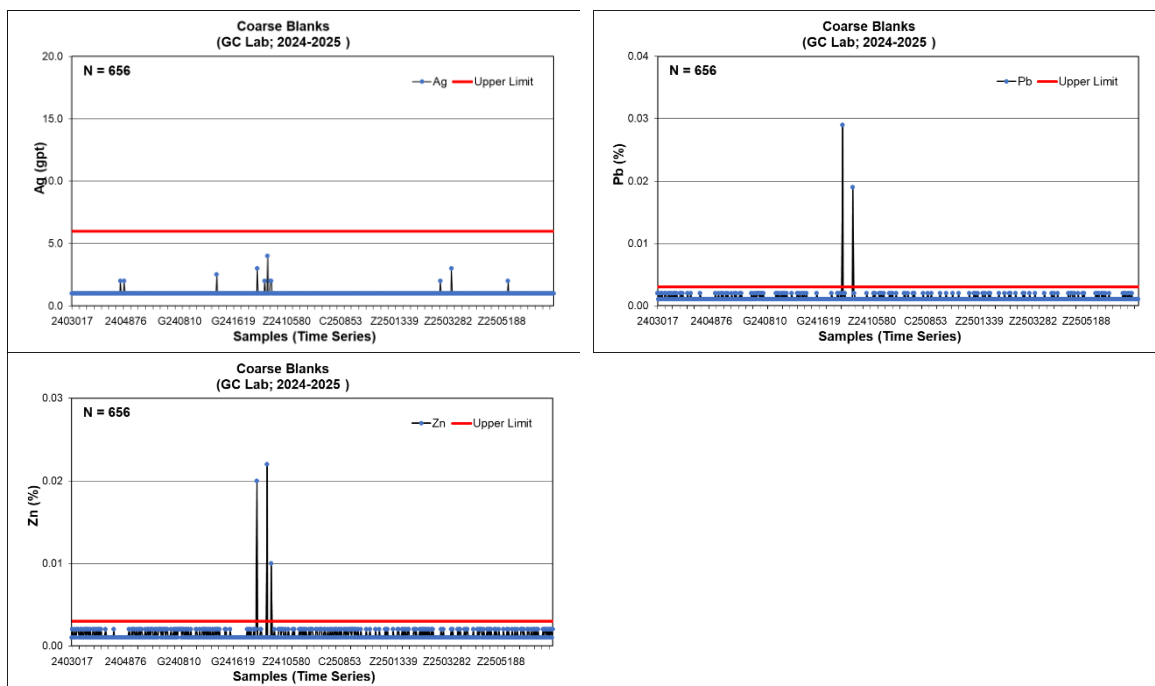 Coarse Blanks
(GC Lab; 2024-2025 )
N = 656
Ag Upper Limit
20.0
15.0
10.0
5.0
0.0
Ag (gpt)
2403017 2404876 G240810 G241619 Z2410580 C250853 Z2501339 Z2503282 Z2505188
Samples (Time Series)
Coarse Blanks
(GC Lab; 2024-2025 )
N = 656
Pb Upper Limit
0.04
0.03
0.02
0.01
0.00
Pb (%)
2403017 2404876 G240810 G241619 Z2410580 C250853 Z2501339 Z2503282 Z2505188
Samples (Time Series)
Coarse Blanks
(GC Lab; 2024-2025 )
N = 656
Zn Upper Limit
0.03
0.02
0.01
0.00
Zn (%)
2403017 2404876 G240810 G241619 Z2410580 C250853 Z2501339 Z2503282 Z2505188
Samples (Time Series)